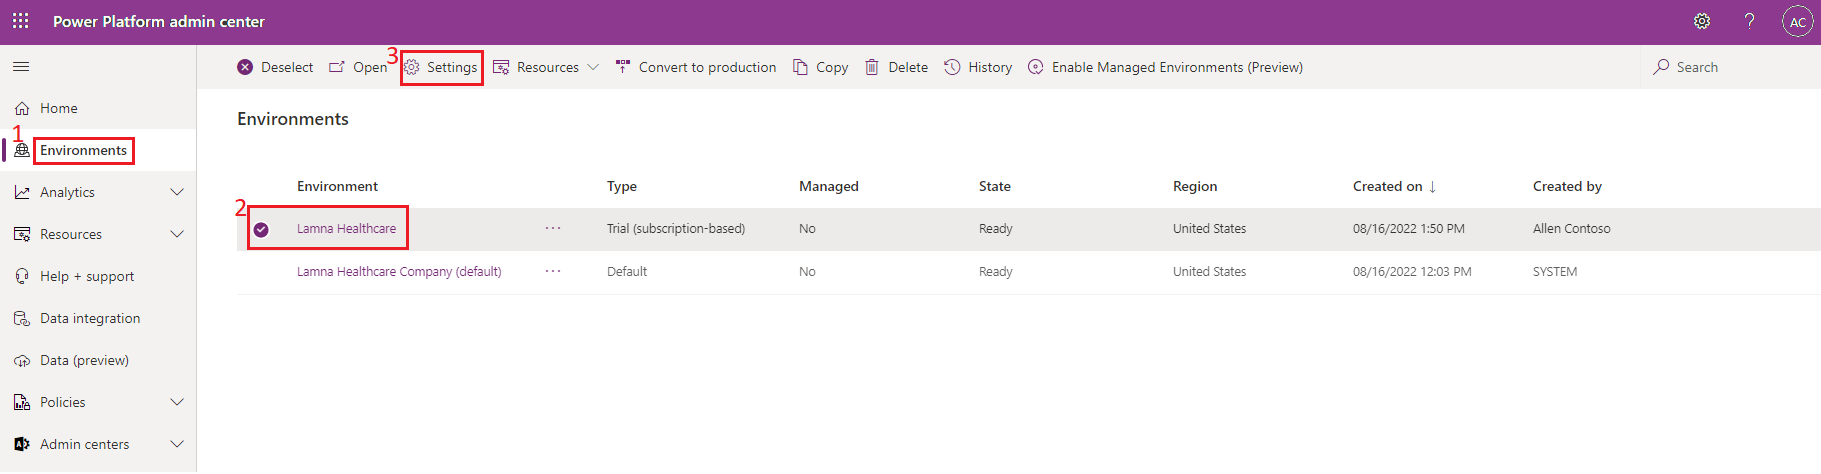 Power Platform admin center
AC
Deselect Open 3 Settings Resources Convert to production Copy Delete History Enable Managed Environments (Preview) Search
Home
1
Environments
Analytics
Resources
Help + support
Data integration
Data (preview)
Policies
Admin centers
Environments
Environment Type Managed State Region Created on ↓ Created by
2 Lamna Healthcare ... Trial (subscription-based) No Ready United States 08/16/2022 1:50 PM Allen Contoso
Lamna Healthcare Company (default) ... Default No Ready United States 08/16/2022 12:03 PM SYSTEM